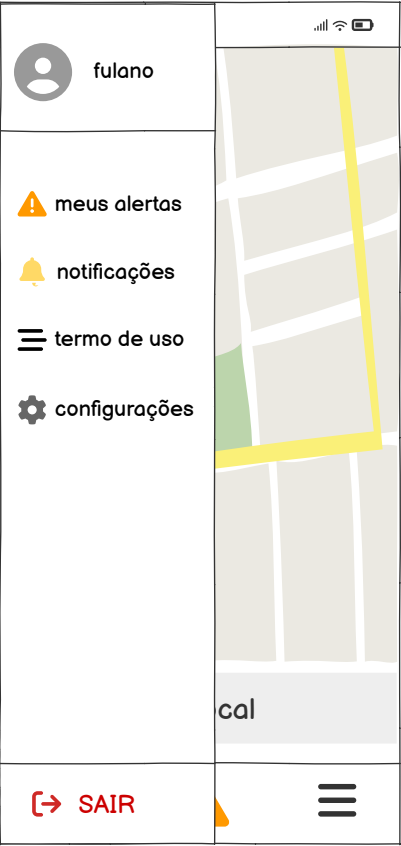 fulano
meus alertas
notificações
termo de uso
configurações
cal
SAIR